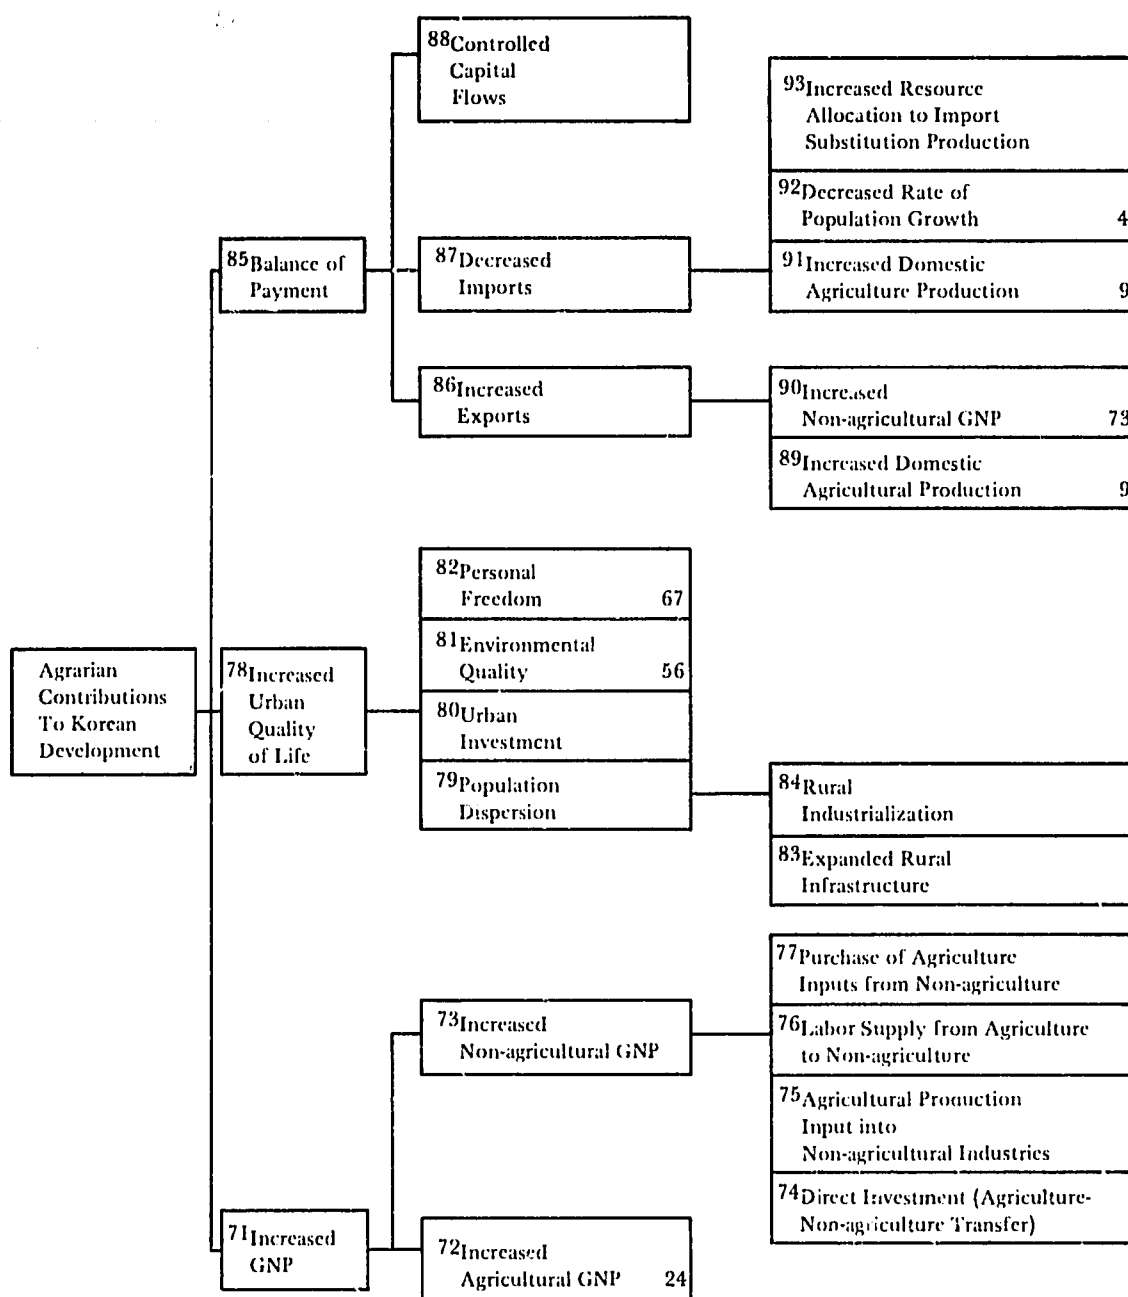 88Controlled
Capital
Flows
93Increased Resource
Allocation to Import
Substitution Production
92Decreased Rate of
Population Growth 4
85Balance of
Payment
87Decreased
Imports
91Increased Domestic
Agriculture Production 9
86Increased
Exports
90Increased
Non-agricultural GNP 73
89Increased Domestic
Agricultural Production 9
82Personal
Freedom 67
81Environmental
Quality 56
Agrarian
Contributions
To Korean
Development
78Increased
Urban
Quality
of Life
80Urban
Investment
79Population
Dispersion
84Rural
Industrialization
83Expanded Rural
Infrastructure
77Purchase of Agriculture
Inputs from Non-agriculture
73Increased
Non-agricultural GNP
76Labor Supply from Agriculture
to Non-agriculture
75Agricultural Production
Input into
Non-agricultural Industries
74Direct Investment (Agriculture-
Non-agriculture Transfer)
71Increased
GNP
72Increased
Agricultural GNP 24